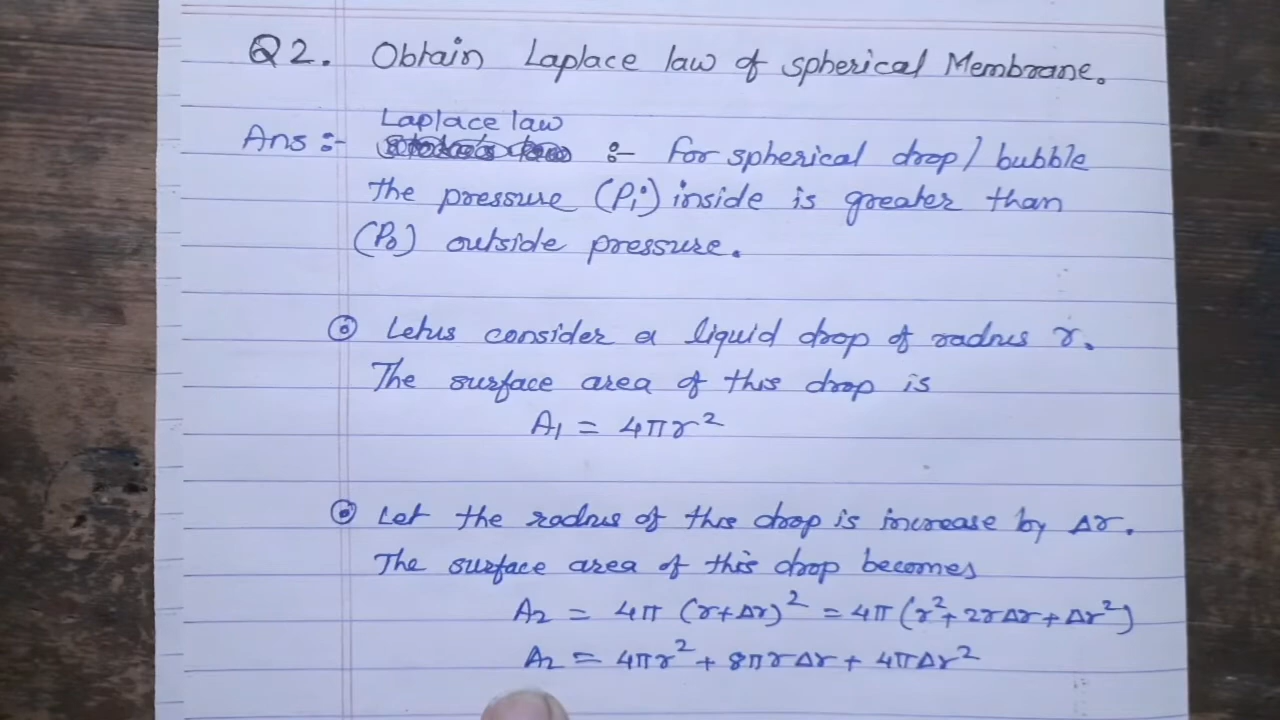 Q2. Obtain Laplace law of spherical Membrane.
Laplace law
Ans :- :- for spherical drop/bubble
the pressure (Pi) inside is greater than
(Po) outside pressure.
Letus consider a liquid drop of radius r.
The surface area of this drop is
A1 = 4πr²
Let the radius of this drop is increase by Δr.
The surface area of this drop becomes
A2 = 4π (r+Δr)² = 4π(r²+2rΔr+Δr²)
A2 = 4πr² + 8πrΔr + 4πΔr²